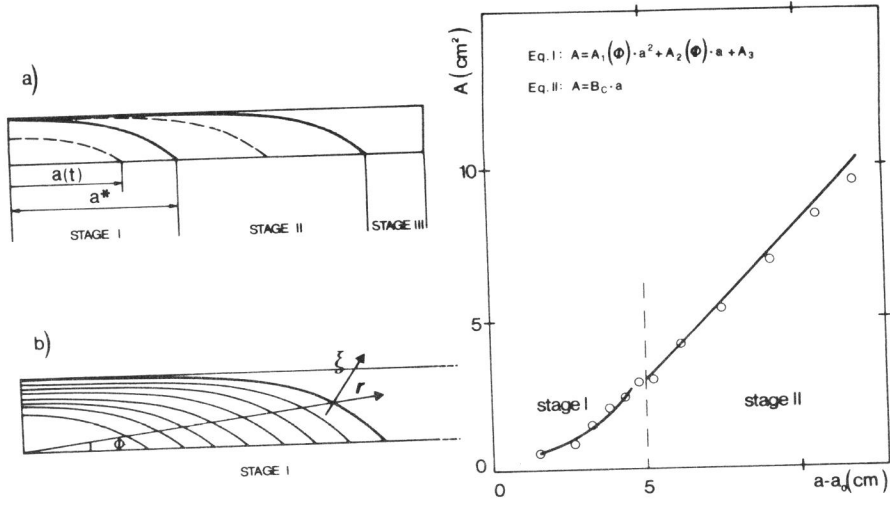 a)
a(t)
a*
STAGE I
STAGE II
STAGE III
b)
ξ
r
Φ
STAGE I
A(cm²)
Eq.I: A=A₁(Φ)·a²+A₂(Φ)·a+A₃
Eq.II: A=B_C·a
10
5
0
stage I
stage II
0
5
a-a₀(cm)